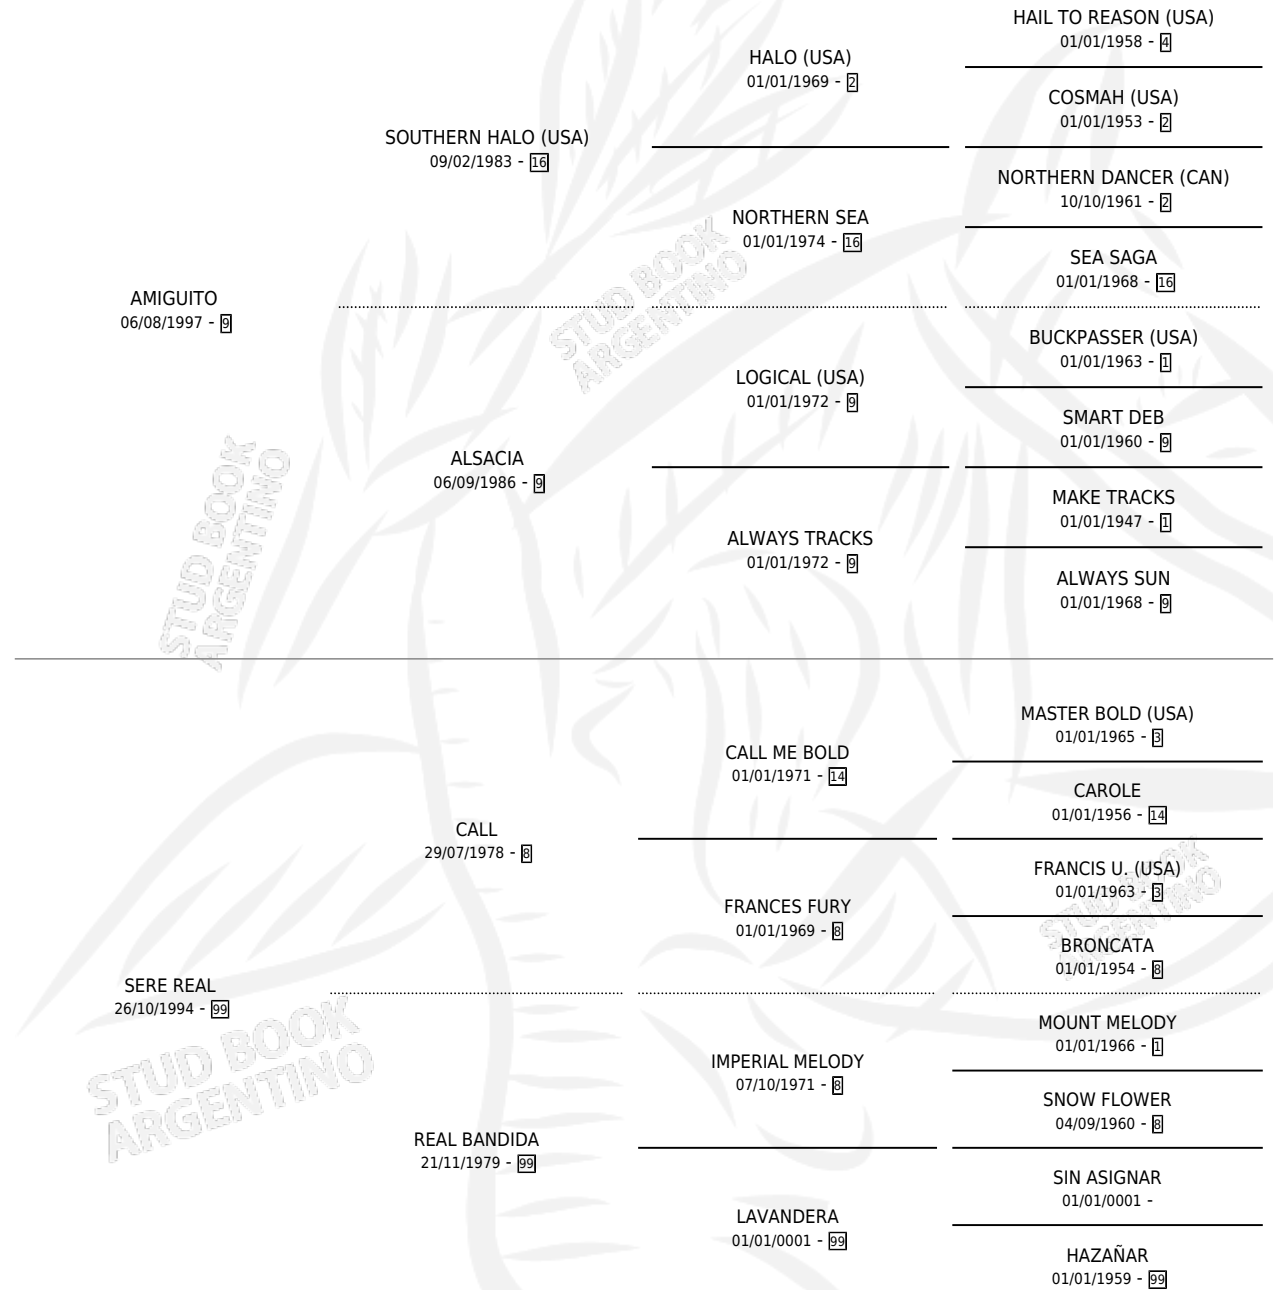 HAIL TO REASON (USA)
01/01/1958 - 4
HALO (USA)
01/01/1969 - 2
COSMAH (USA)
01/01/1953 - 2
SOUTHERN HALO (USA)
09/02/1983 - 16
NORTHERN DANCER (CAN)
10/10/1961 - 2
NORTHERN SEA
01/01/1974 - 16
SEA SAGA
01/01/1968 - 16
STUD BOOK
ARGENTINO
AMIGUITO
06/08/1997 - 9
BUCKPASSER (USA)
01/01/1963 - 1
LOGICAL (USA)
01/01/1972 - 9
SMART DEB
01/01/1960 - 9
ALSACIA
06/09/1986 - 9
MAKE TRACKS
01/01/1947 - 1
ALWAYS TRACKS
01/01/1972 - 9
ALWAYS SUN
01/01/1968 - 9
STUD BOOK
ARGENTINO
MASTER BOLD (USA)
01/01/1965 - 3
CALL ME BOLD
01/01/1971 - 14
CAROLE
01/01/1956 - 14
CALL
29/07/1978 - 8
FRANCIS U. (USA)
01/01/1963 - 3
FRANCES FURY
01/01/1969 - 8
BRONCATA
01/01/1954 - 8
STUD BOOK
ARGENTINO
SERE REAL
26/10/1994 - 99
MOUNT MELODY
01/01/1966 - 1
IMPERIAL MELODY
07/10/1971 - 8
SNOW FLOWER
04/09/1960 - 8
STUD BOOK
ARGENTINO
REAL BANDIDA
21/11/1979 - 99
SIN ASIGNAR
01/01/0001 -
LAVANDERA
01/01/0001 - 99
HAZAÑAR
01/01/1959 - 99